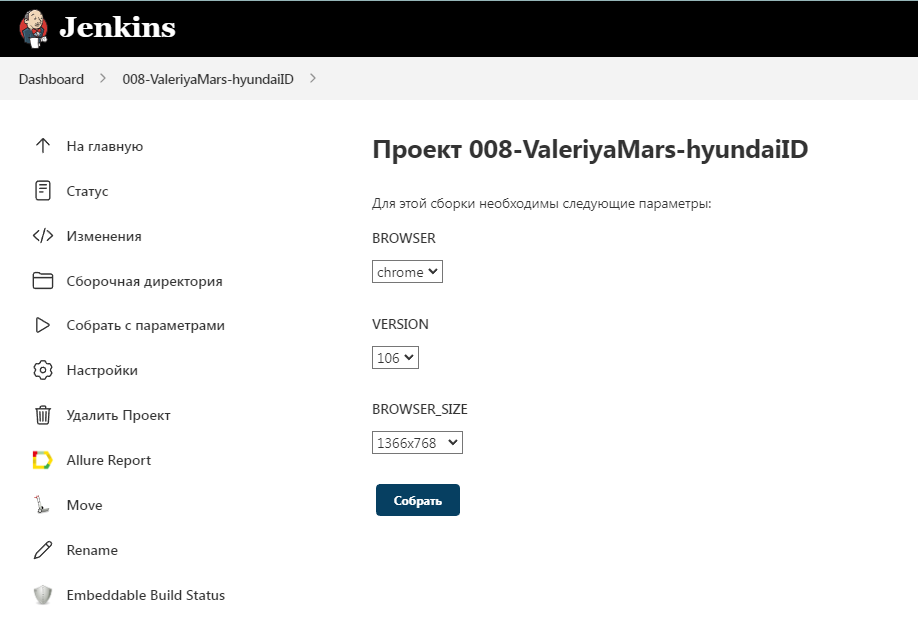 Jenkins
Dashboard
008-ValeriyaMars-hyundaiID
На главную
Статус
Изменения
Сборочная директория
Собрать с параметрами
Настройки
Удалить Проект
Allure Report
Move
Rename
Embeddable Build Status
Проект 008-ValeriyaMars-hyundaiID
Для этой сборки необходимы следующие параметры:
BROWSER
chrome
VERSION
106
BROWSER_SIZE
1366x768
Собрать